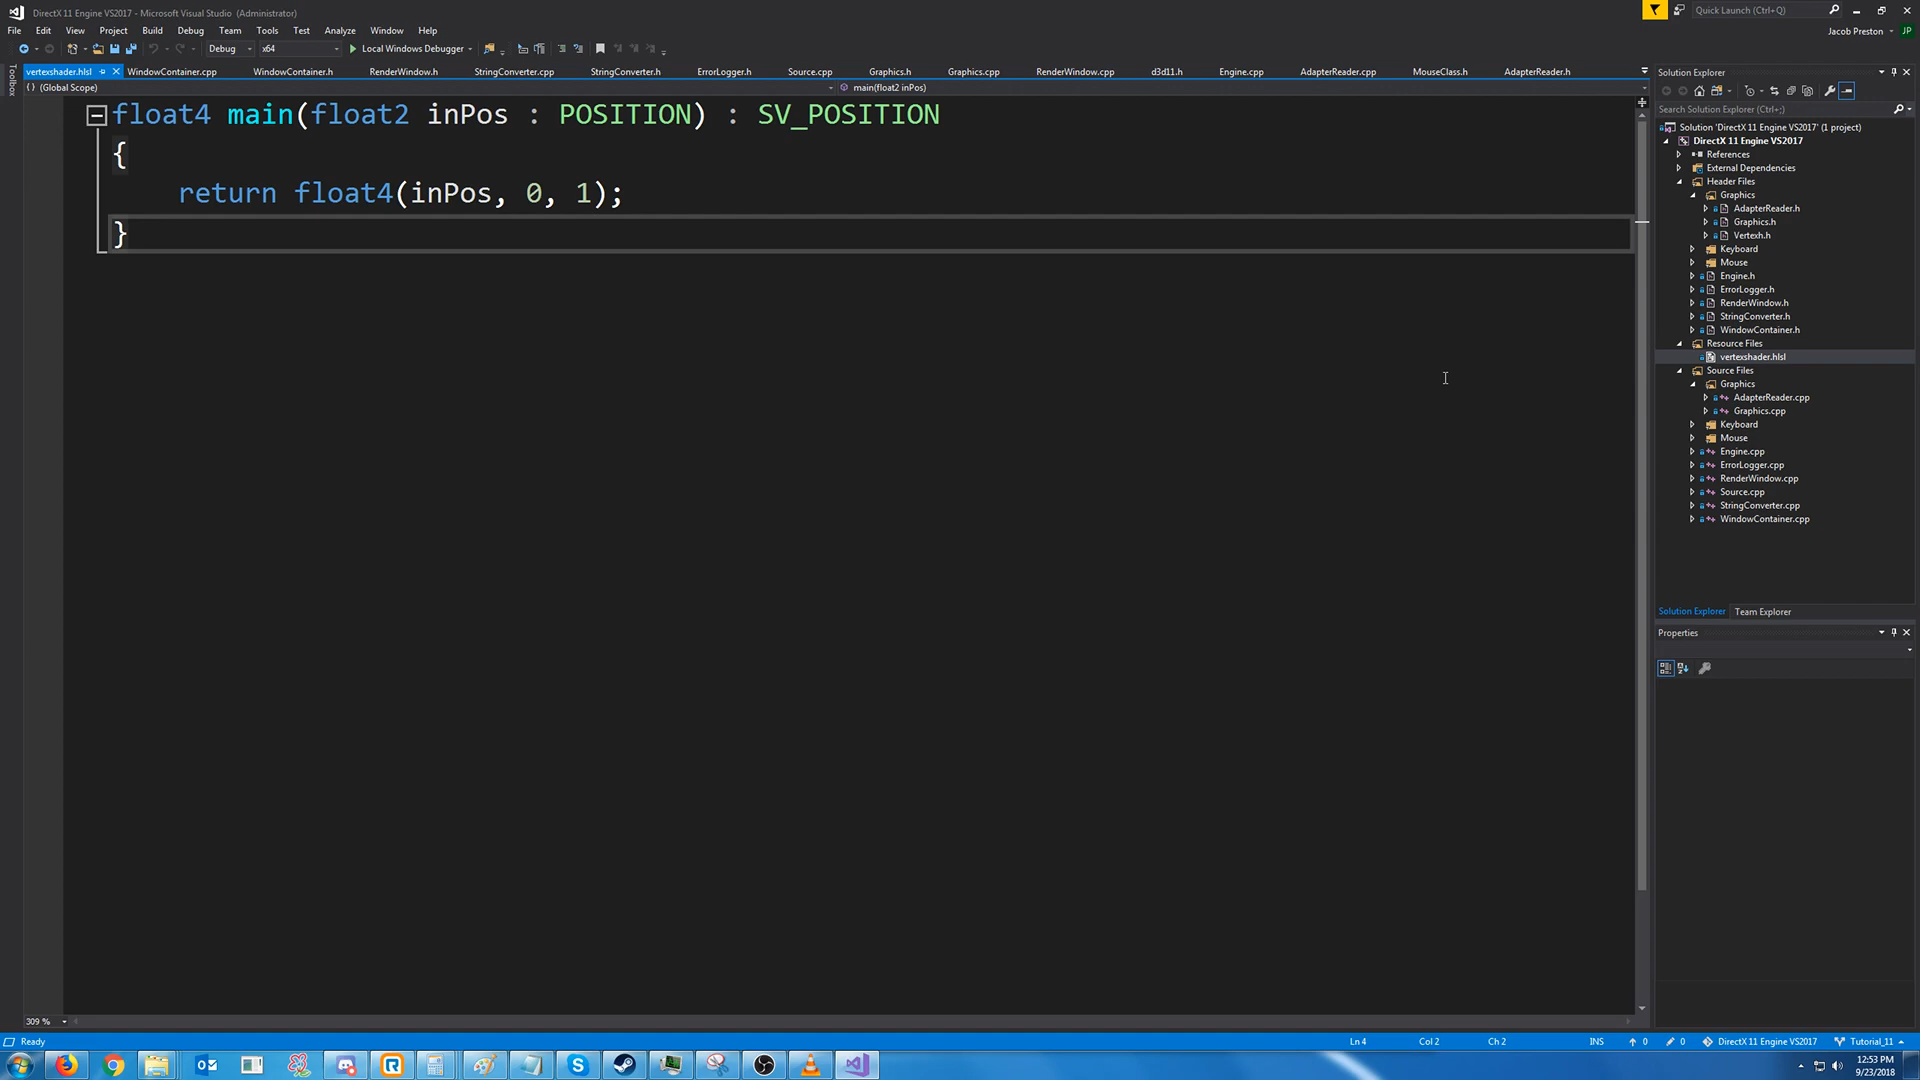 DirectX 11 Engine VS2017 - Microsoft Visual Studio (Administrator)
Quick Launch (Ctrl+Q)
File Edit View Project Build Debug Team Tools Test Analyze Window Help
Jacob Preston JP
Debug x64 Local Windows Debugger
Toolbox
vertexshader.hlsl WindowContainer.cpp WindowContainer.h RenderWindow.h StringConverter.cpp StringConverter.h ErrorLogger.h Source.cpp Graphics.h Graphics.cpp RenderWindow.cpp d3d11.h Engine.cpp AdapterReader.cpp MouseClass.h AdapterReader.h
{ } (Global Scope) main(float2 inPos)
float4 main(float2 inPos : POSITION) : SV_POSITION
{
return float4(inPos, 0, 1);
}
Solution Explorer
Search Solution Explorer (Ctrl+;)
Solution 'DirectX 11 Engine VS2017' (1 project)
DirectX 11 Engine VS2017
References
External Dependencies
Header Files
Graphics
AdapterReader.h
Graphics.h
Vertexh.h
Keyboard
Mouse
Engine.h
ErrorLogger.h
RenderWindow.h
StringConverter.h
WindowContainer.h
Resource Files
vertexshader.hlsl
Source Files
Graphics
AdapterReader.cpp
Graphics.cpp
Keyboard
Mouse
Engine.cpp
ErrorLogger.cpp
RenderWindow.cpp
Source.cpp
StringConverter.cpp
WindowContainer.cpp
Solution Explorer Team Explorer
Properties
309 %
Ready Ln 4 Col 2 Ch 2 INS 0 0 DirectX 11 Engine VS2017 Tutorial_11
12:53 PM
9/23/2018